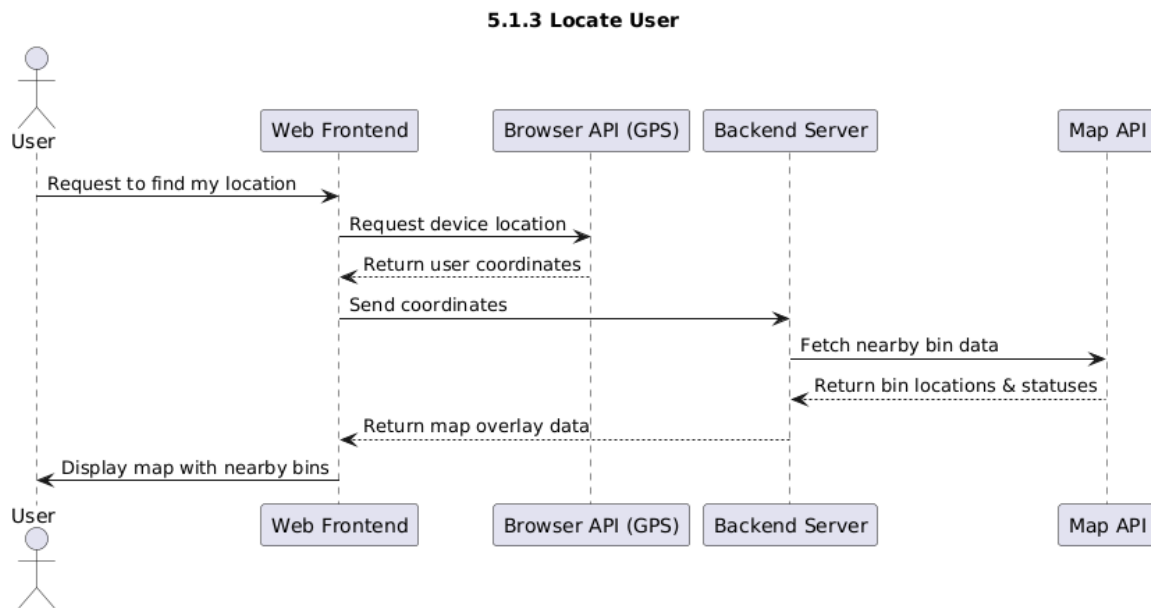 5.1.3 Locate User
User
Web Frontend
Browser API (GPS)
Backend Server
Map API
Request to find my location
Request device location
Return user coordinates
Send coordinates
Fetch nearby bin data
Return bin locations & statuses
Return map overlay data
Display map with nearby bins
User
Web Frontend
Browser API (GPS)
Backend Server
Map API